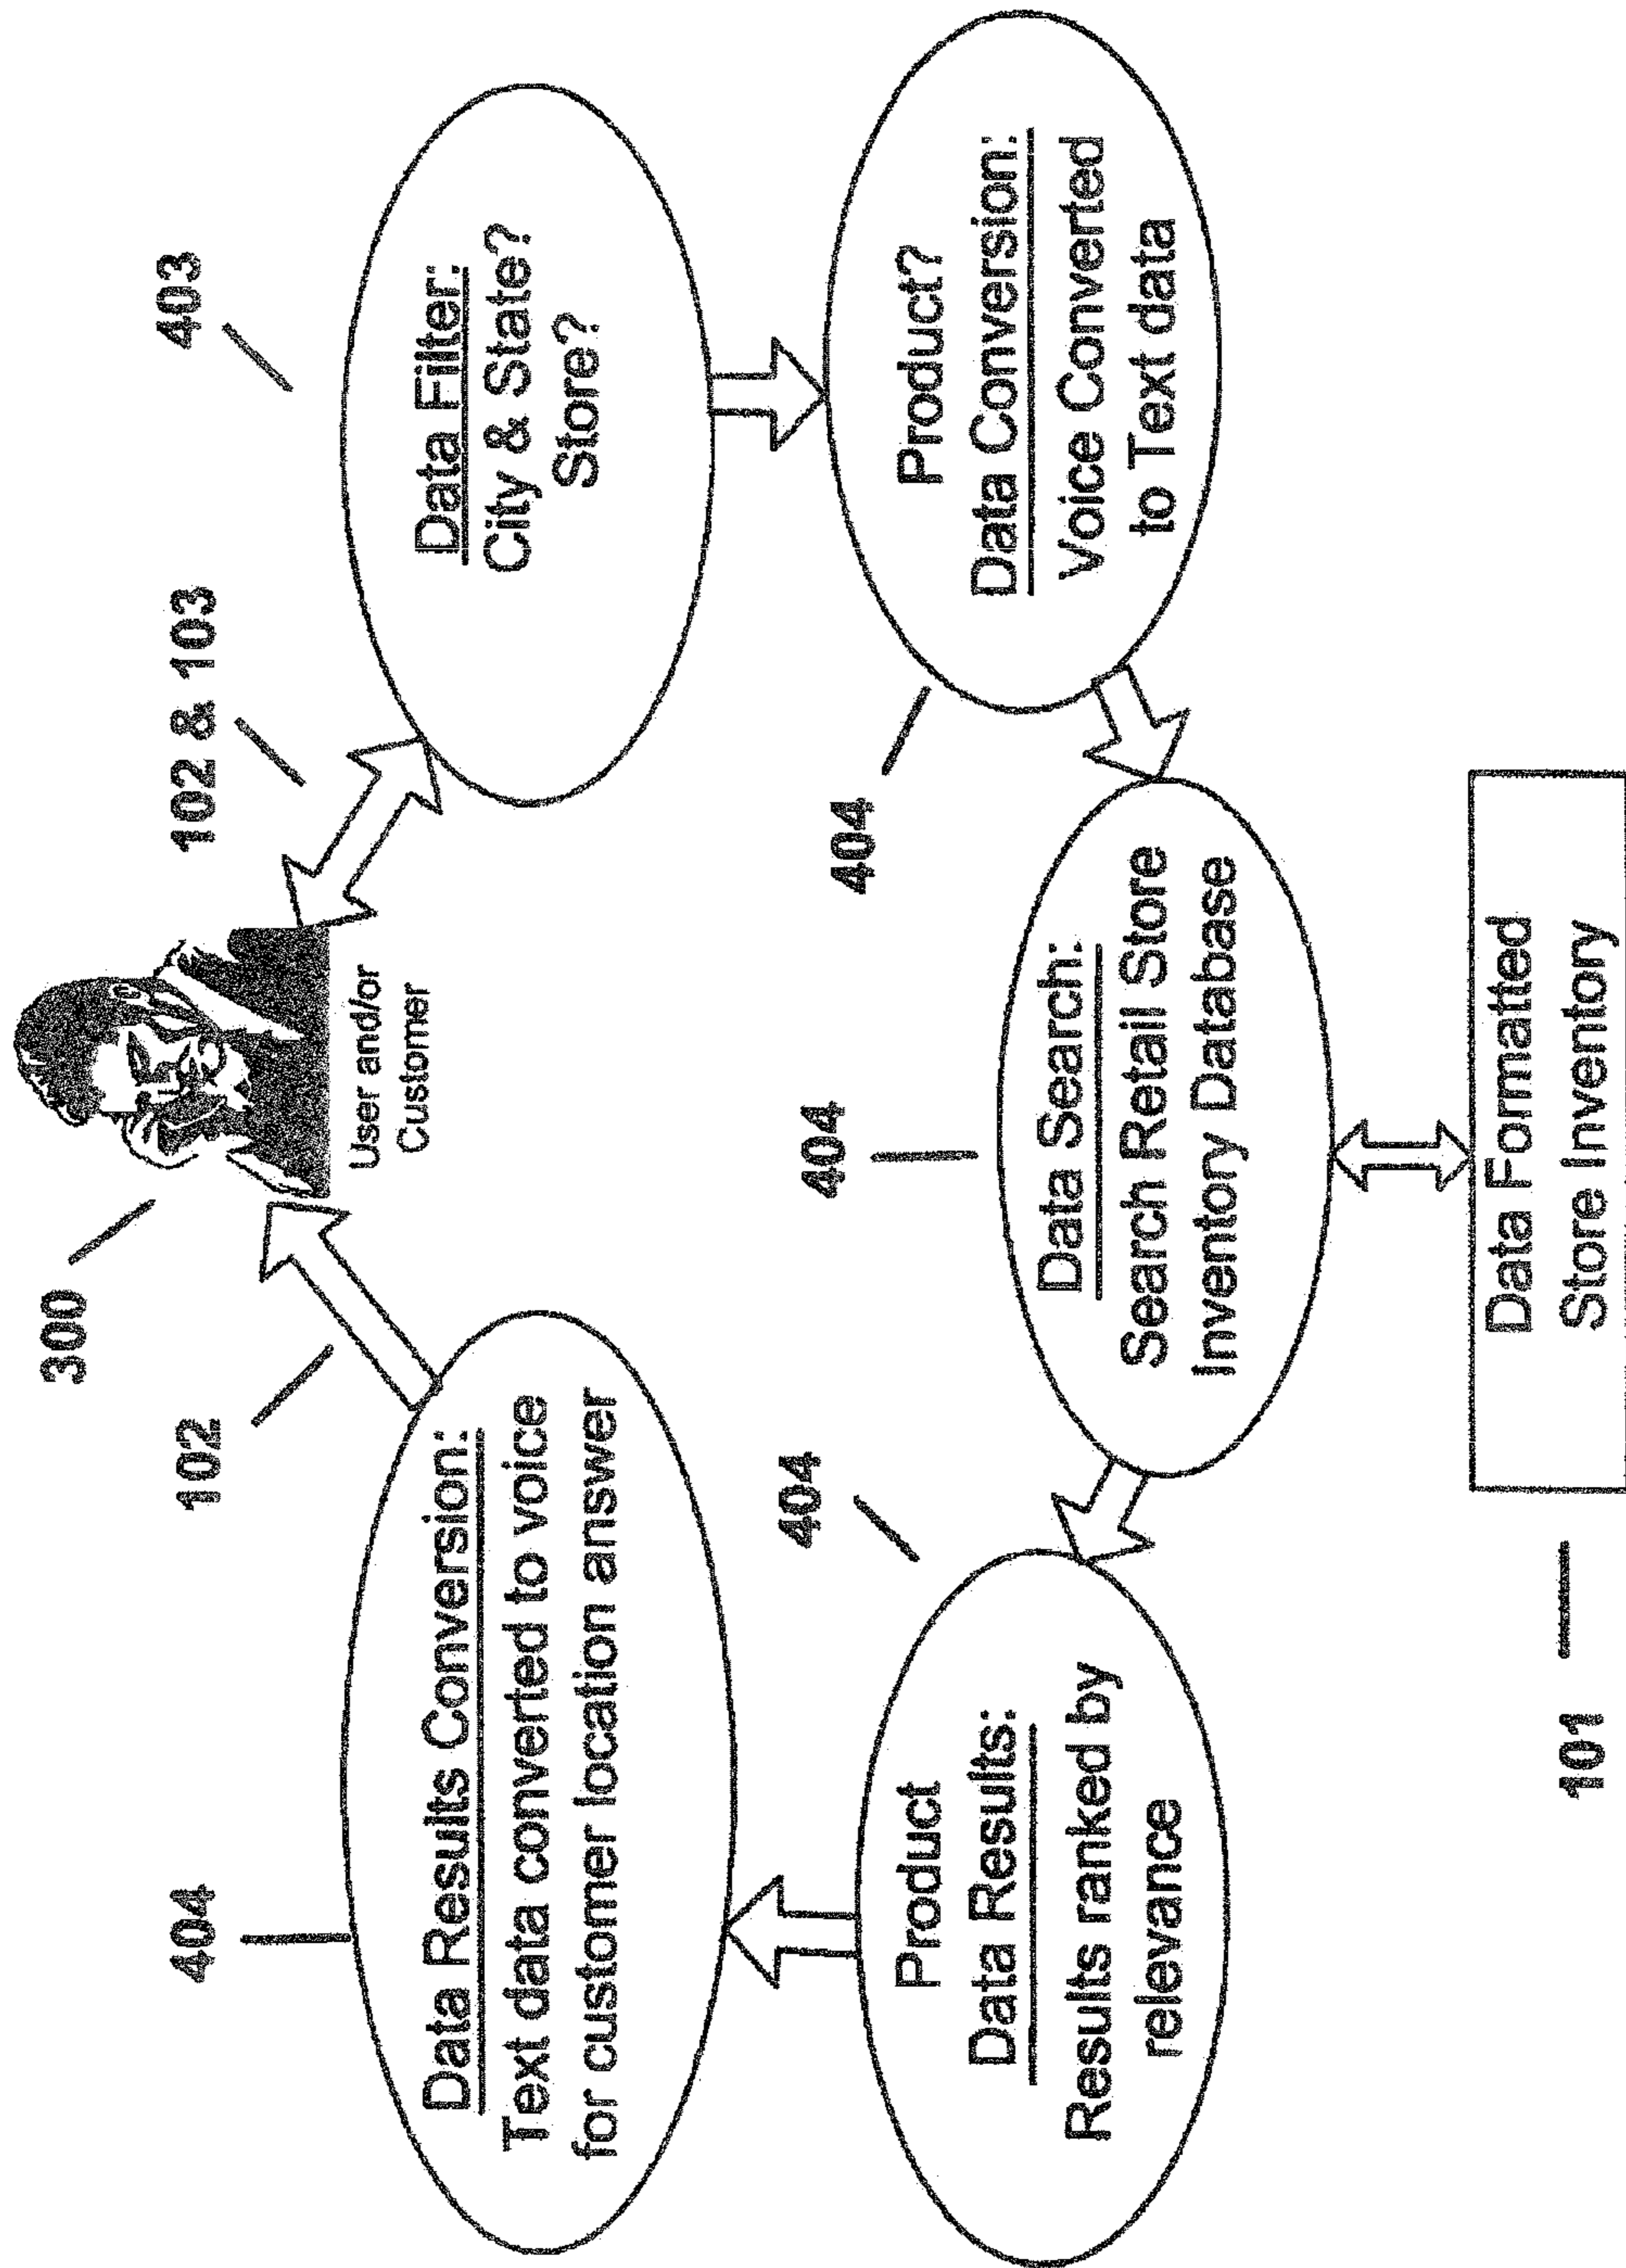 300
User and/or
Customer
102 & 103
403
Data Filter:
City & State?
Store?
404
Product?
Data Conversion:
Voice Converted
to Text data
404
Data Search:
Search Retail Store
Inventory Database
101
Data Formatted
Store Inventory
404
Product
Data Results:
Results ranked by
relevance
404
Data Results Conversion:
Text data converted to voice
for customer location answer
102